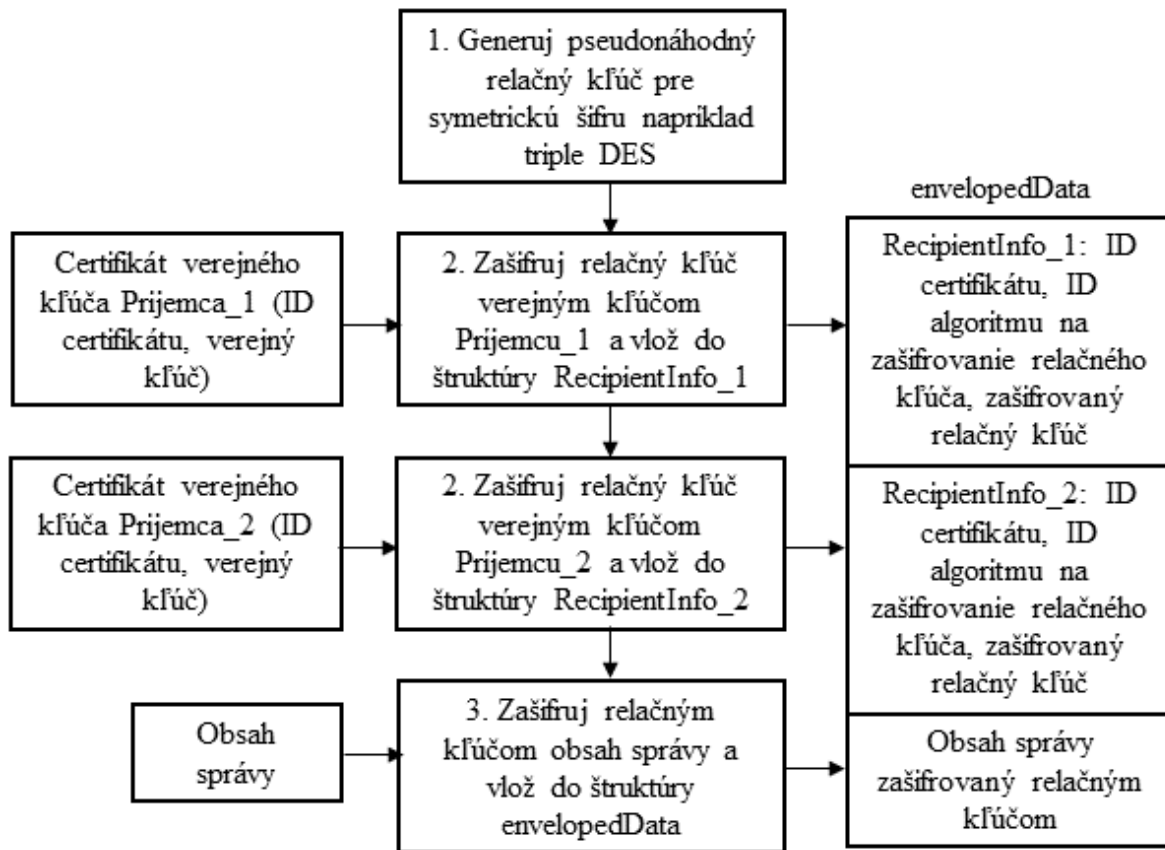 1. Generuj pseudonáhodný
relačný kľúč pre
symetrickú šifru napríklad
triple DES
envelopedData
Certifikát verejného
kľúča Prijemca_1 (ID
certifikátu, verejný
kľúč)
2. Zašifruj relačný kľúč
verejným kľúčom
Prijemcu_1 a vlož do
štruktúry RecipientInfo_1
RecipientInfo_1: ID
certifikátu, ID
algoritmu na
zašifrovanie relačného
kľúča, zašifrovaný
relačný kľúč
Certifikát verejného
kľúča Prijemca_2 (ID
certifikátu, verejný
kľúč)
2. Zašifruj relačný kľúč
verejným kľúčom
Prijemcu_2 a vlož do
štruktúry RecipientInfo_2
RecipientInfo_2: ID
certifikátu, ID
algoritmu na
zašifrovanie relačného
kľúča, zašifrovaný
relačný kľúč
Obsah
správy
3. Zašifruj relačným
kľúčom obsah správy a
vlož do štruktúry
envelopedData
Obsah správy
zašifrovaný relačným
kľúčom